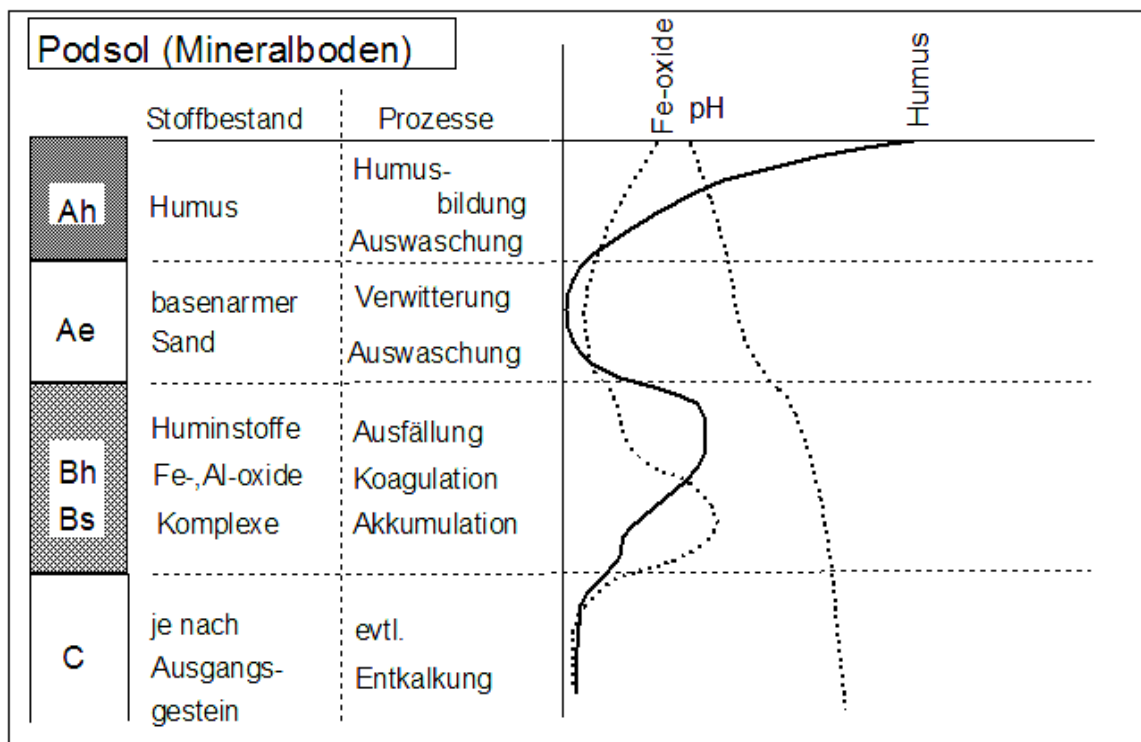 Podsol (Mineralboden)
Stoffbestand
Prozesse
Fe-oxide
pH
Humus
Ah
Humus
Humus-
bildung
Auswaschung
Ae
basenarmer
Sand
Verwitterung
Auswaschung
Bh
Bs
Huminstoffe
Fe-,Al-oxide
Komplexe
Ausfällung
Koagulation
Akkumulation
C
je nach
Ausgangs-
gestein
evtl.
Entkalkung